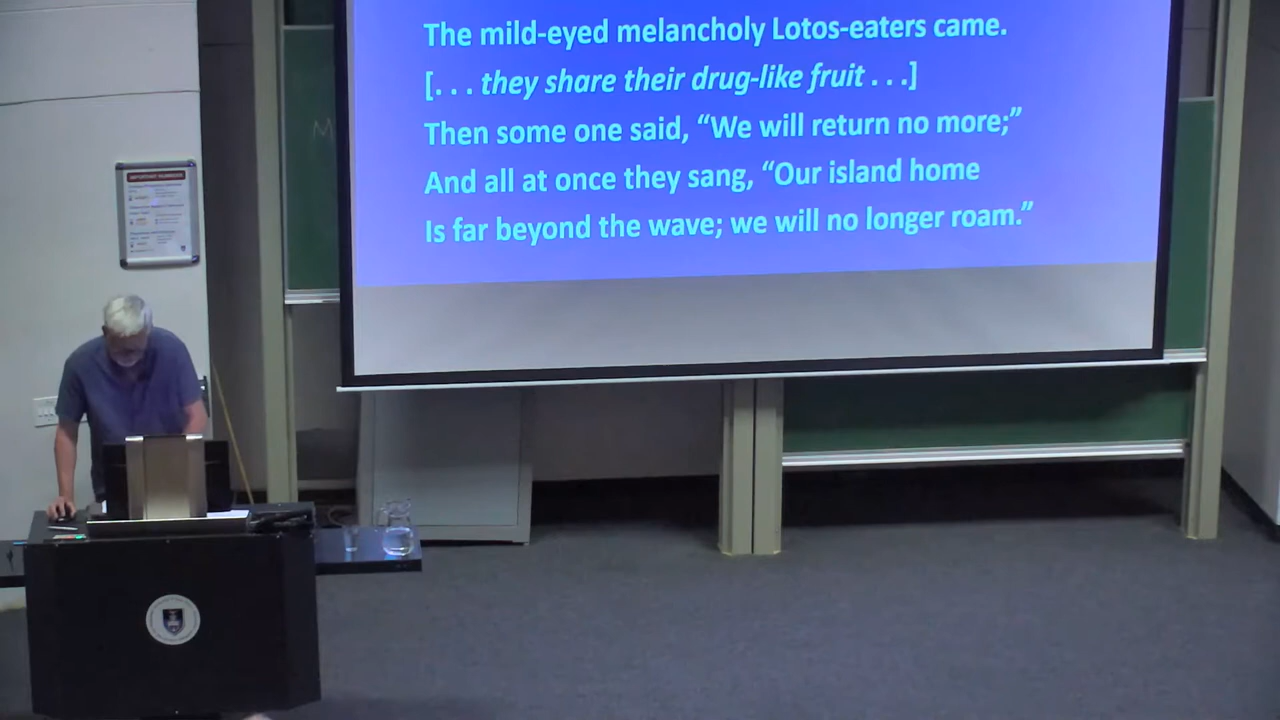 The mild-eyed melancholy Lotos-eaters came.
[. . . they share their drug-like fruit . . .]
Then some one said, “We will return no more;”
And all at once they sang, “Our island home
Is far beyond the wave; we will no longer roam.”
M
IMPORTANT NUMBERS